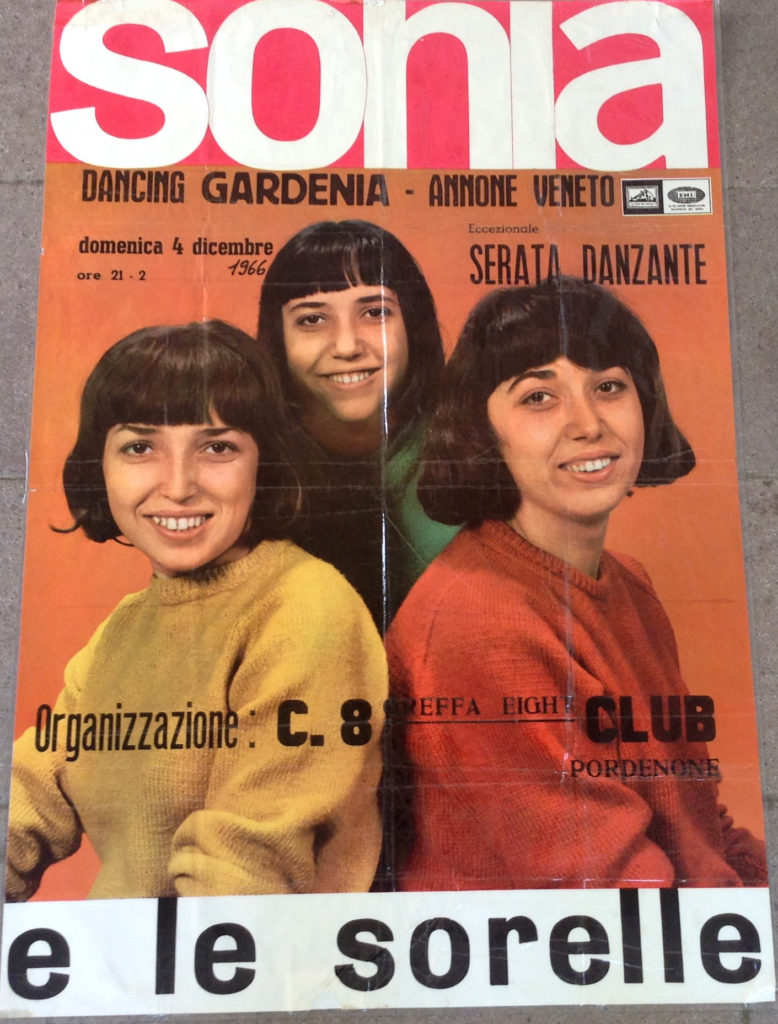 sonia
DANCING GARDENIA - ANNONE VENETO
EMI
domenica 4 dicembre
1966
ore 21 - 2
Eccezionale
SERATA DANZANTE
Organizzazione : C. 8 EIGHT CLUB
PORDENONE
e le sorelle